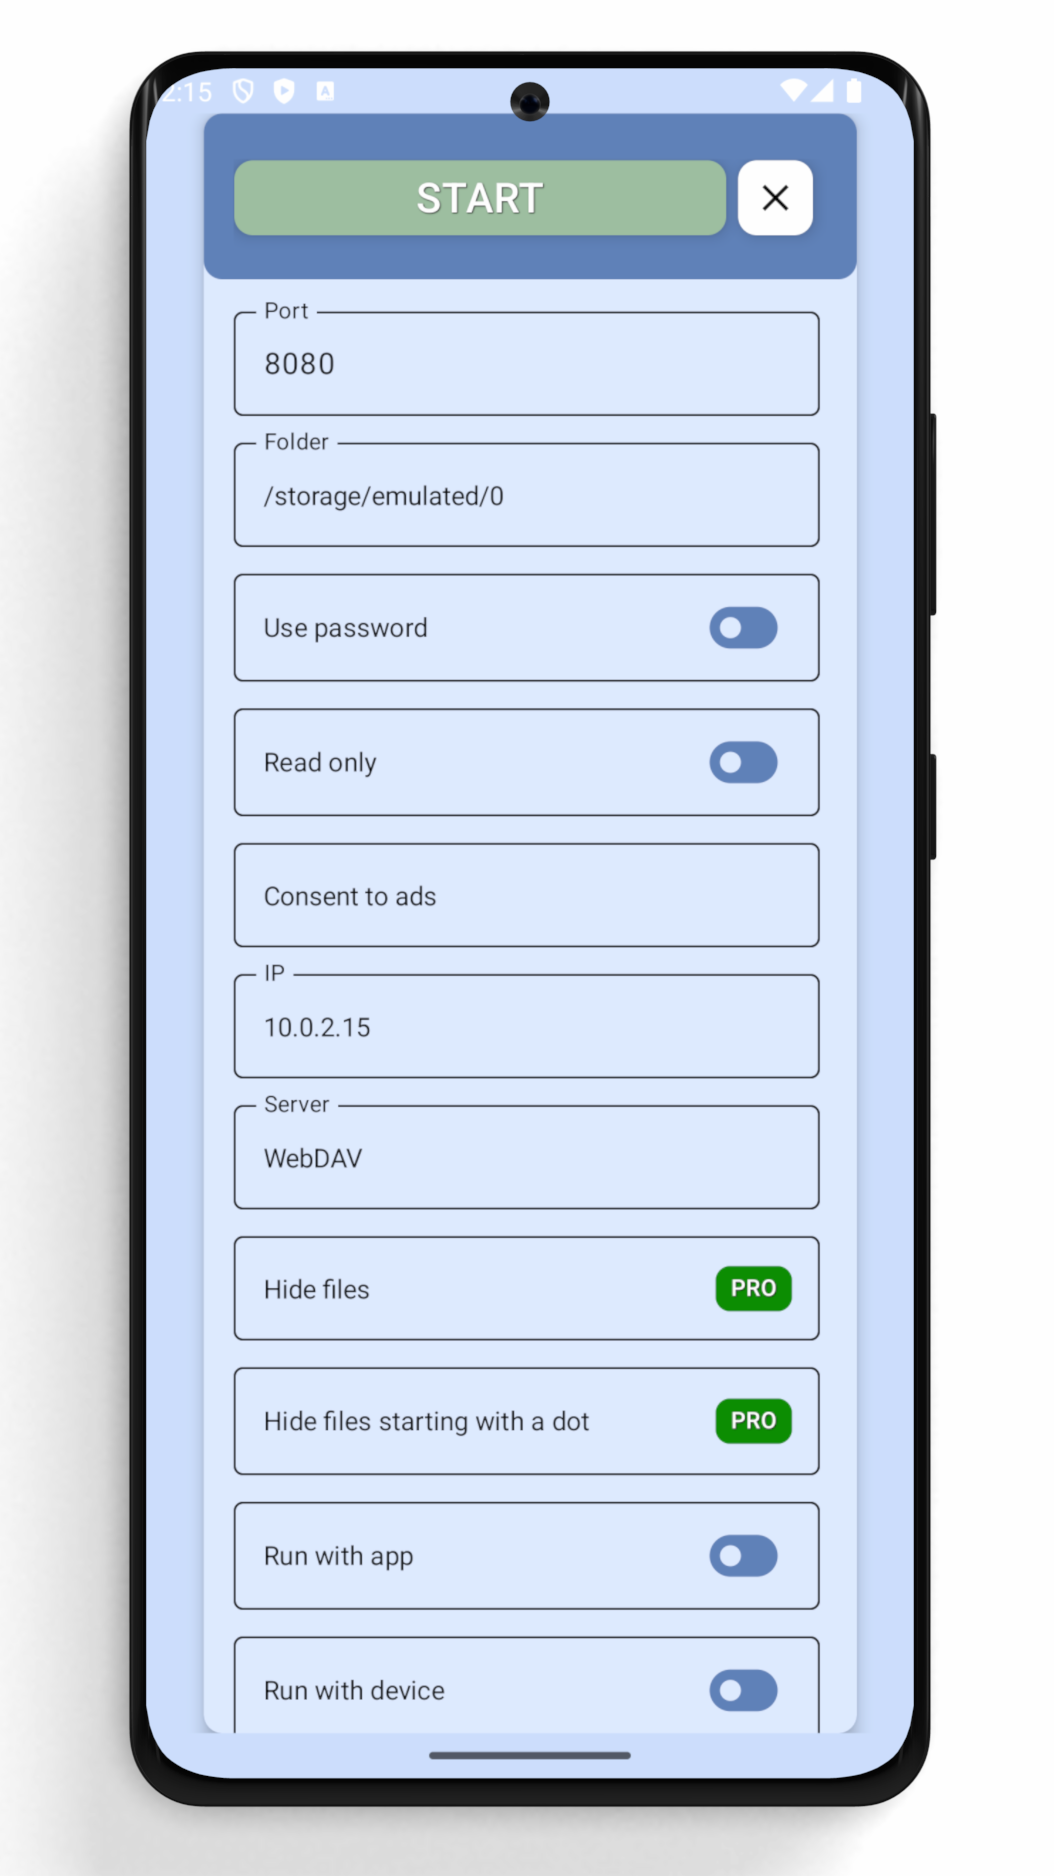 2:15
START
Port
8080
Folder
/storage/emulated/0
Use password
Read only
Consent to ads
IP
10.0.2.15
Server
WebDAV
Hide files PRO
Hide files starting with a dot PRO
Run with app
Run with device